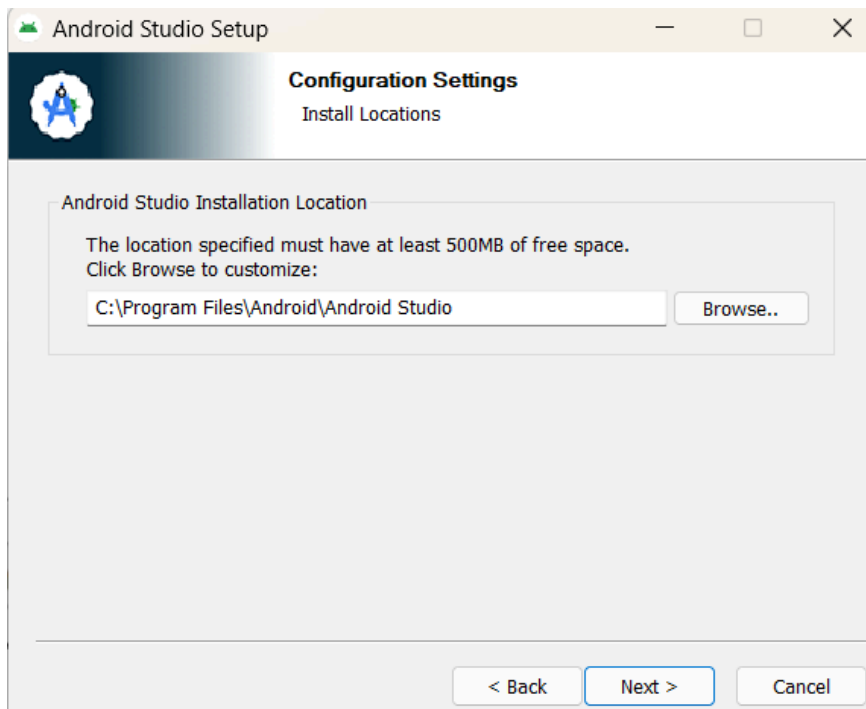 Android Studio Setup
Configuration Settings
Install Locations
Android Studio Installation Location
The location specified must have at least 500MB of free space.
Click Browse to customize:
C:\Program Files\Android\Android Studio
Browse..
< Back
Next >
Cancel